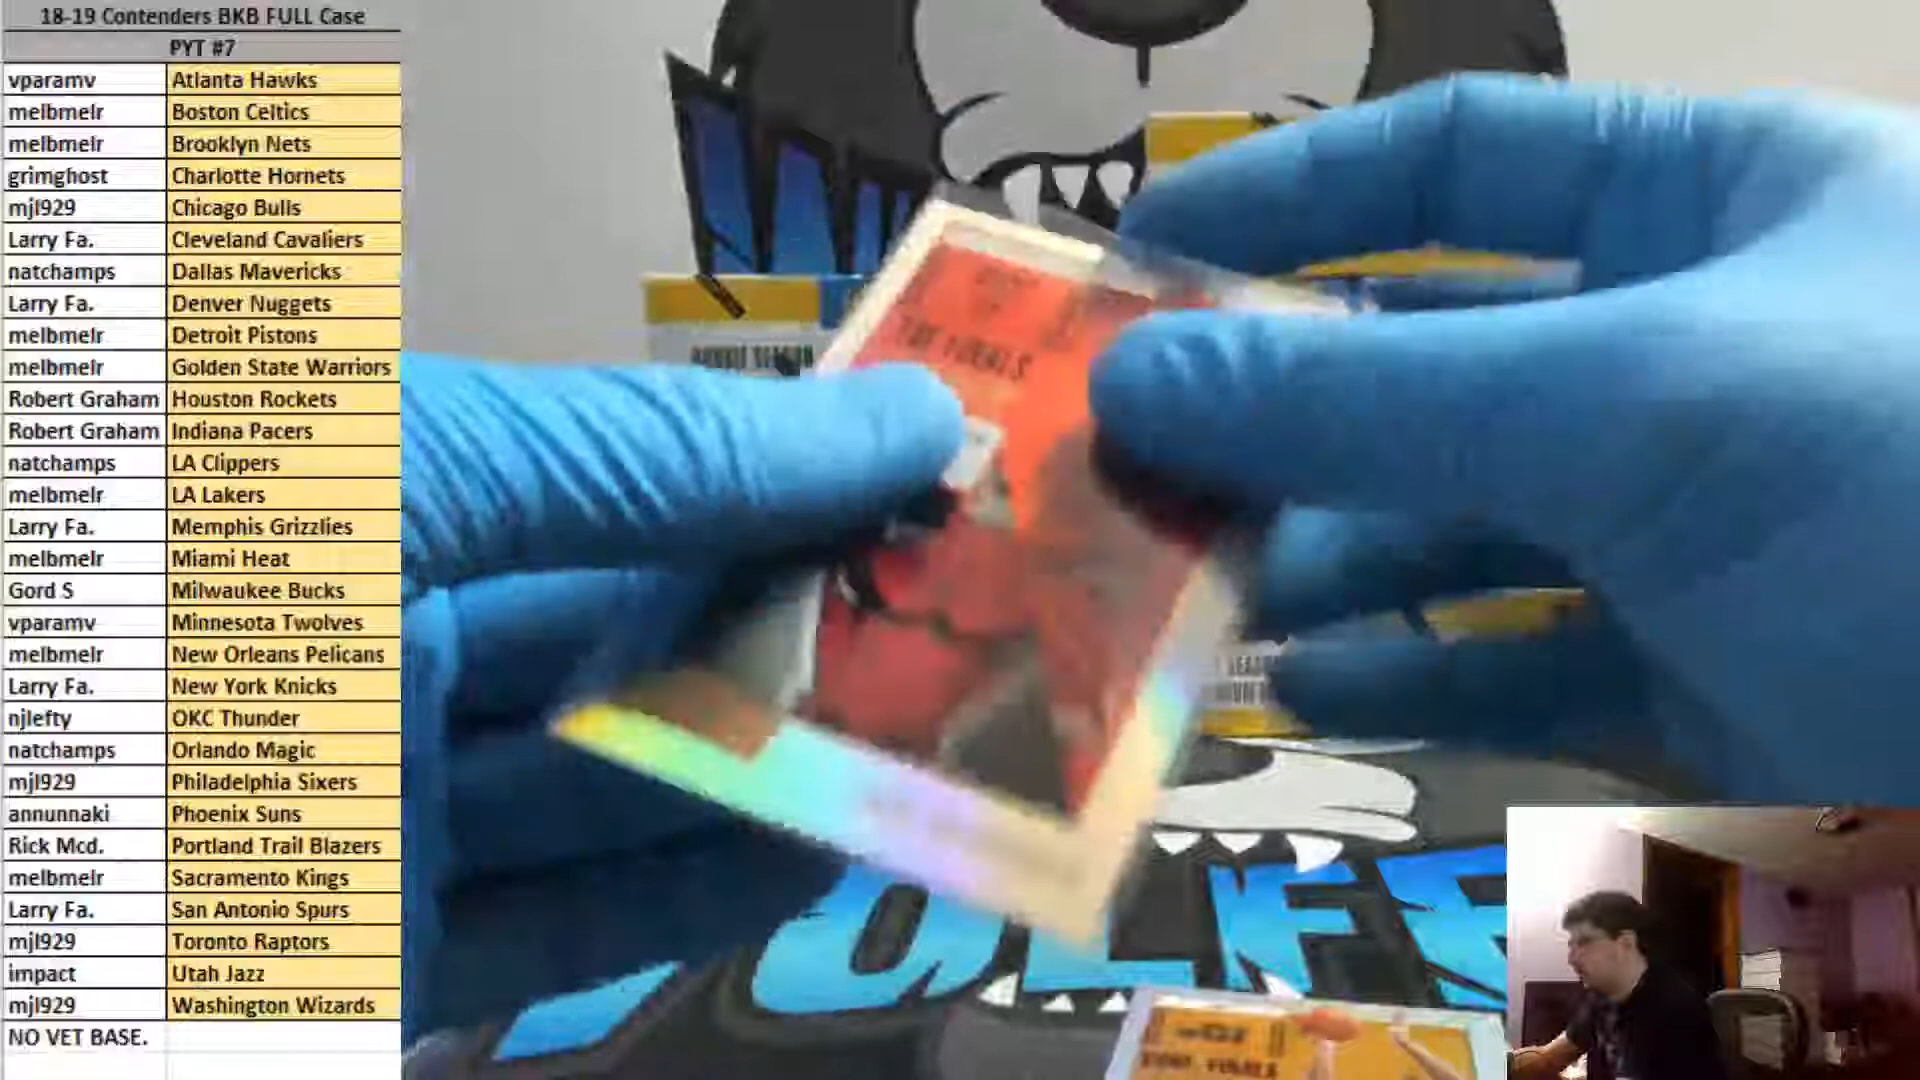 18-19 Contenders BKB FULL Case
PYT #7
vparamv Atlanta Hawks
melbmelr Boston Celtics
melbmelr Brooklyn Nets
grimghost Charlotte Hornets
mjl929 Chicago Bulls
Larry Fa. Cleveland Cavaliers
natchamps Dallas Mavericks
Larry Fa. Denver Nuggets
melbmelr Detroit Pistons
melbmelr Golden State Warriors
Robert Graham Houston Rockets
Robert Graham Indiana Pacers
natchamps LA Clippers
melbmelr LA Lakers
Larry Fa. Memphis Grizzlies
melbmelr Miami Heat
Gord S Milwaukee Bucks
vparamv Minnesota Twolves
melbmelr New Orleans Pelicans
Larry Fa. New York Knicks
njlefty OKC Thunder
natchamps Orlando Magic
mjl929 Philadelphia Sixers
annunnaki Phoenix Suns
Rick Mcd. Portland Trail Blazers
melbmelr Sacramento Kings
Larry Fa. San Antonio Spurs
mjl929 Toronto Raptors
impact Utah Jazz
mjl929 Washington Wizards
NO VET BASE.
THE FINALS
SEASON
FINALS